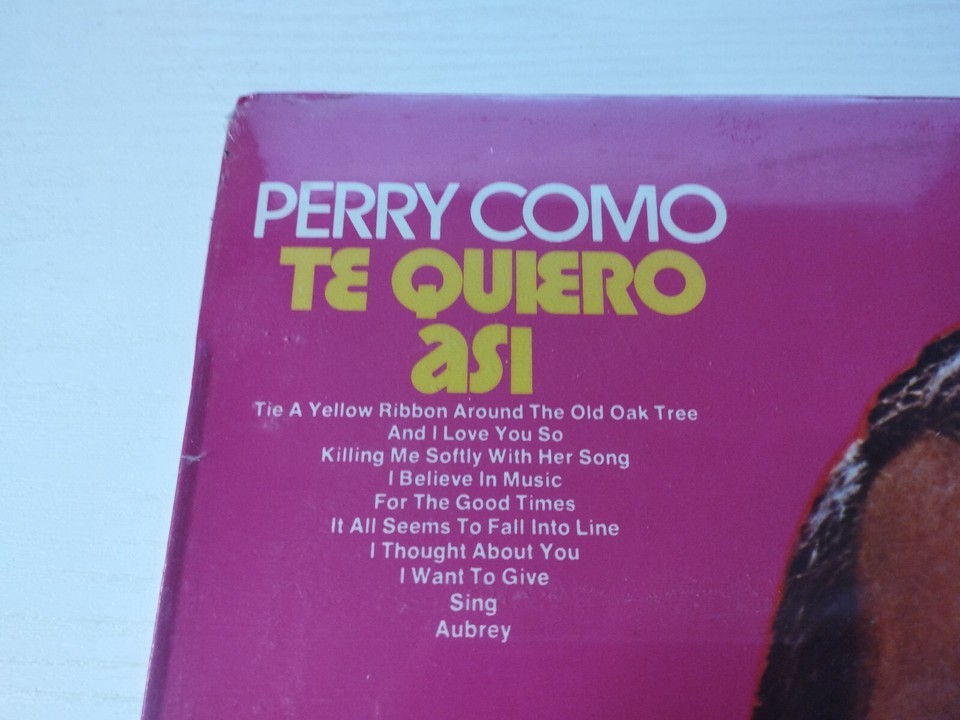 PERRY COMO
TE QUIERO
ASI
Tie A Yellow Ribbon Around The Old Oak Tree
And I Love You So
Killing Me Softly With Her Song
I Believe In Music
For The Good Times
It All Seems To Fall Into Line
I Thought About You
I Want To Give
Sing
Aubrey